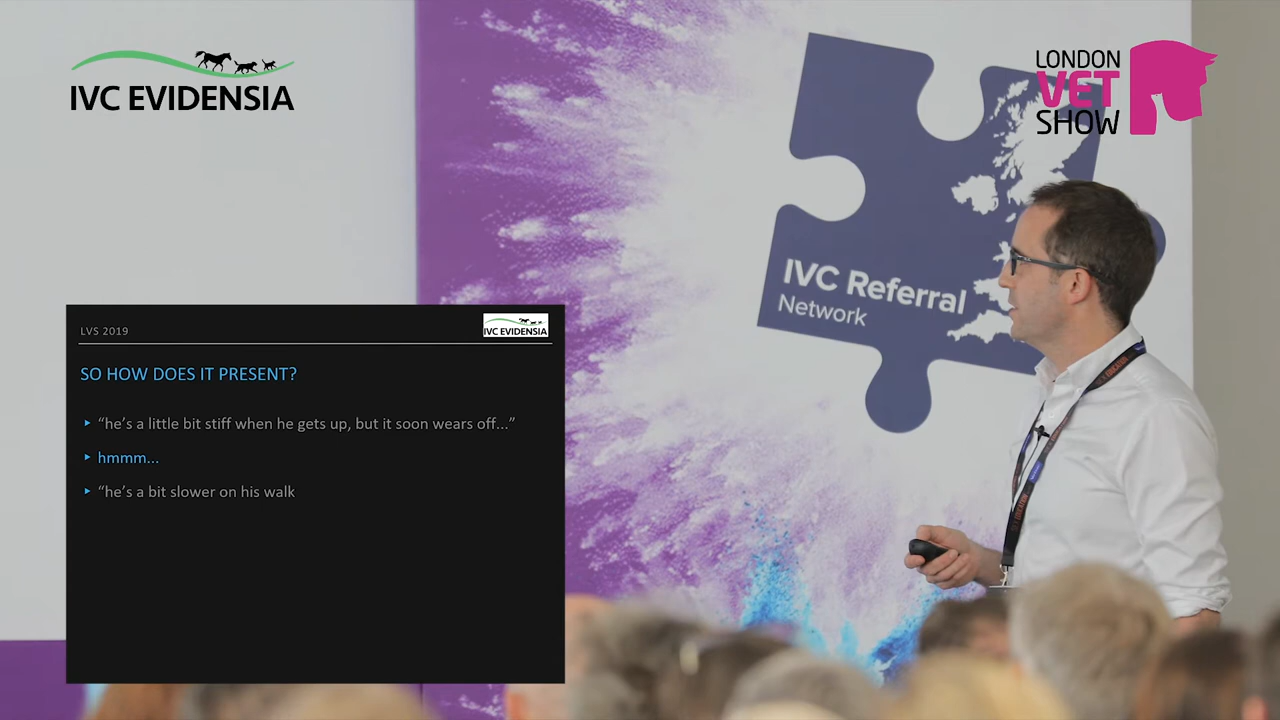 IVC EVIDENSIA
LONDON
VET
SHOW
IVC Referral
Network
LVS 2019
IVC EVIDENSIA
SO HOW DOES IT PRESENT?
“he’s a little bit stiff when he gets up, but it soon wears off...”
hmmm...
“he’s a bit slower on his walk